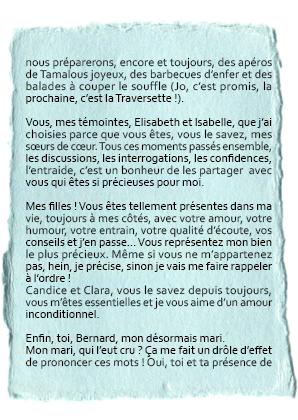 nous préparerons, encore et toujours, des apéros
de Tamalous joyeux, des barbecues d'enfer et des
balades à couper le souffle (Jo, c'est promis, la
prochaine, c'est la Traversette !).
Vous, mes témointes, Elisabeth et Isabelle, que j'ai
choisies parce que vous êtes, vous le savez, mes
sœurs de cœur. Tous ces moments passés ensemble,
les discussions, les interrogations, les confidences,
l'entraide, c'est un bonheur de les partager avec
vous qui êtes si précieuses pour moi.
Mes filles ! Vous êtes tellement présentes dans ma
vie, toujours à mes côtés, avec votre amour, votre
humour, votre entrain, votre qualité d'écoute, vos
conseils et j'en passe... Vous représentez mon bien
le plus précieux. Même si vous ne m'appartenez
pas, hein, je précise, sinon je vais me faire rappeler
à l'ordre !
Candice et Clara, vous le savez depuis toujours,
vous m'êtes essentielles et je vous aime d'un amour
inconditionnel.
Enfin, toi, Bernard, mon désormais mari.
Mon mari, qui l'eut cru ? Ça me fait un drôle d'effet
de prononcer ces mots ! Oui, toi et ta présence de